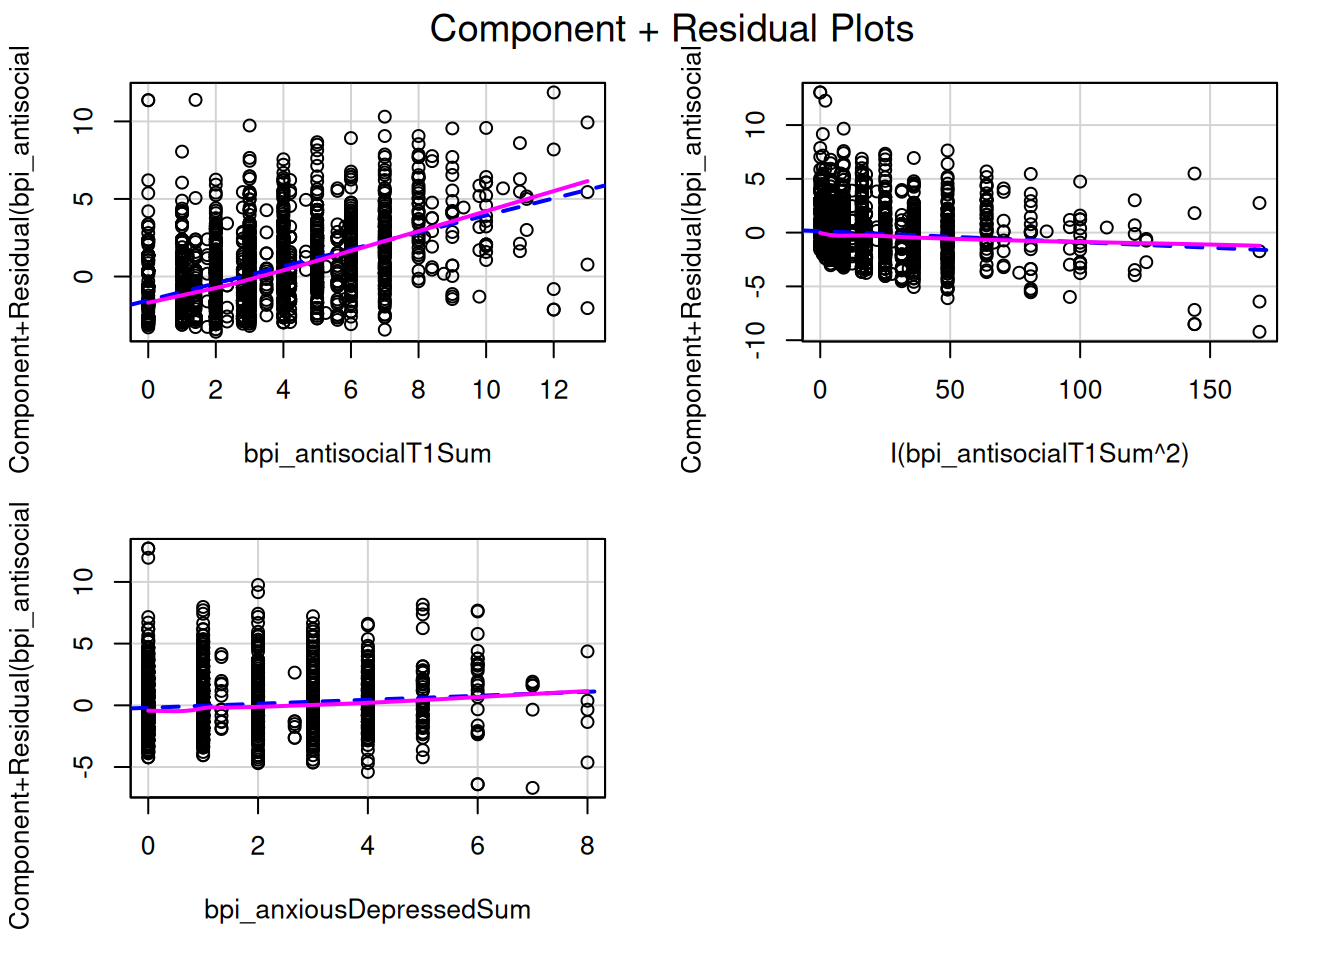 Component + Residual Plots
Component+Residual(bpi_antisocial
10
5
0
0 2 4 6 8 10 12
bpi_antisocialT1Sum
Component+Residual(bpi_antisocial
10
5
0
-5
-10
0 50 100 150
I(bpi_antisocialT1Sum^2)
Component+Residual(bpi_antisocial
10
5
0
-5
0 2 4 6 8
bpi_anxiousDepressedSum